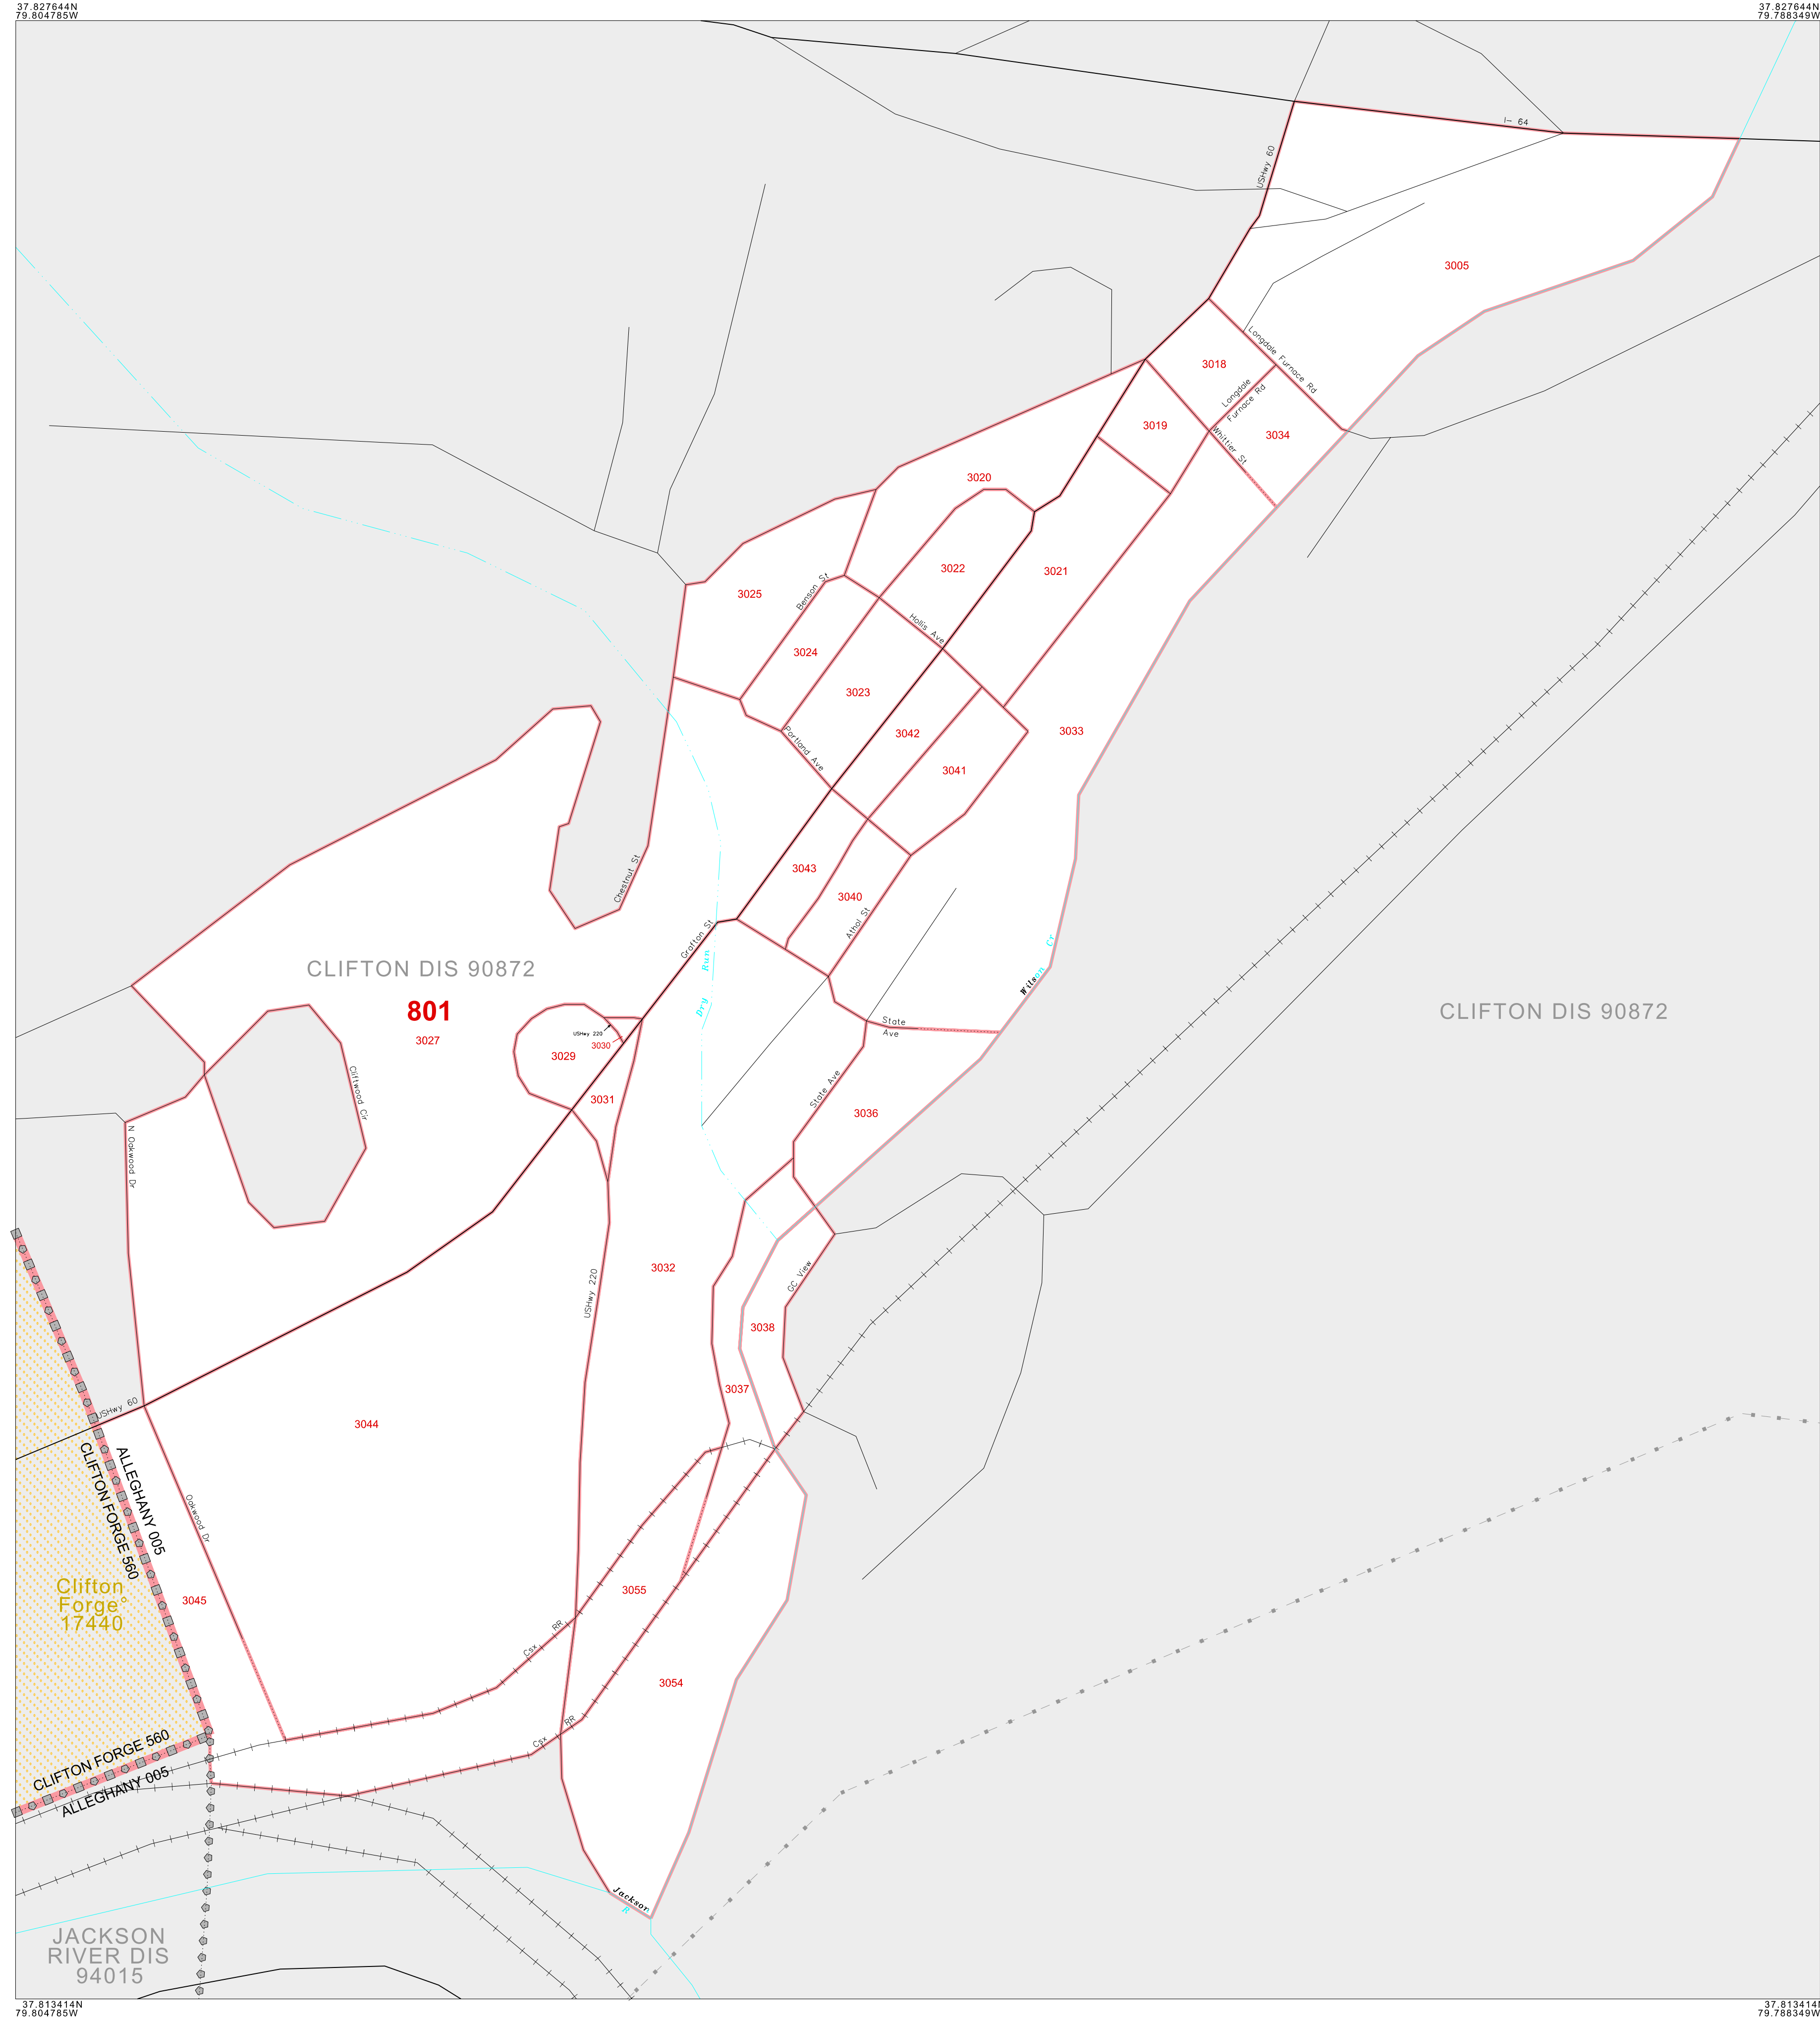 37.827644N
79.804785W
37.827644N
79.788349W
I- 64
USHwy 60
3005
Longdale Furnace Rd
3018
Longdale
Furnace Rd
3019
Whittier St
3034
3020
3022
3021
Benson St
3025
Hollis Ave
3024
3023
3033
Portland Ave
3042
3041
3043
Chestnut St
3040
Athol St
Grafton St
Dry Run
Wilson Cr
CLIFTON DIS 90872
801
3027
CLIFTON DIS 90872
State
Ave
USHwy 220
3030
3029
Cliftwood Cir
3031
State Ave
3036
N Oakwood Dr
3032
GC View
USHwy 220
3038
3037
USHwy 60
3044
ALLEGHANY 005
CLIFTON FORGE 560
Oakwood Dr
Clifton
Forge°
17440
3045
3055
Csx RR
3054
Csx RR
CLIFTON FORGE 560
ALLEGHANY 005
Jackson R
JACKSON
RIVER DIS
94015
37.813414N
79.804785W
37.813414N
79.788349W